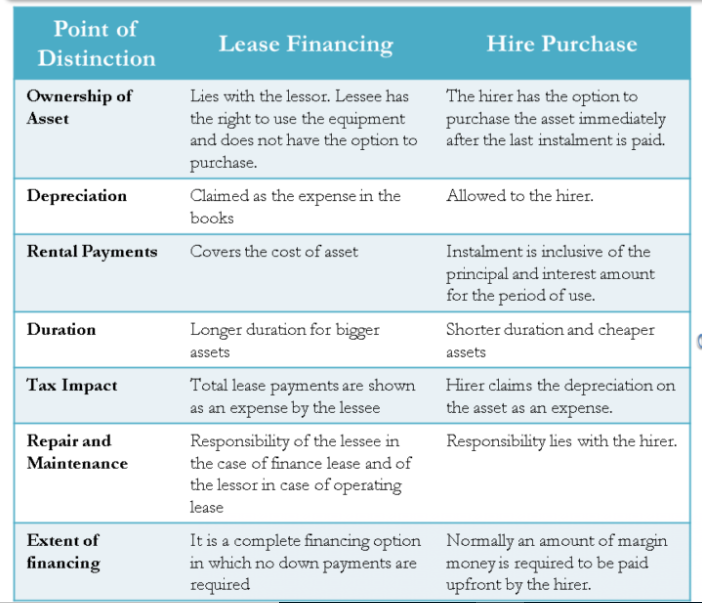 Point of
Distinction
Lease Financing
Hire Purchase
Ownership of
Asset
Lies with the lessor. Lessee has
the right to use the equipment
and does not have the option to
purchase.
The hirer has the option to
purchase the asset immediately
after the last instalment is paid.
Depreciation
Claimed as the expense in the
books
Allowed to the hirer.
Rental Payments
Covers the cost of asset
Instalment is inclusive of the
principal and interest amount
for the period of use.
Duration
Longer duration for bigger
assets
Shorter duration and cheaper
assets
Tax Impact
Total lease payments are shown
as an expense by the lessee
Hirer claims the depreciation on
the asset as an expense.
Repair and
Maintenance
Responsibility of the lessee in
the case of finance lease and of
the lessor in case of operating
lease
Responsibility lies with the hirer.
Extent of
financing
It is a complete financing option
in which no down payments are
required
Normally an amount of margin
money is required to be paid
upfront by the hirer.